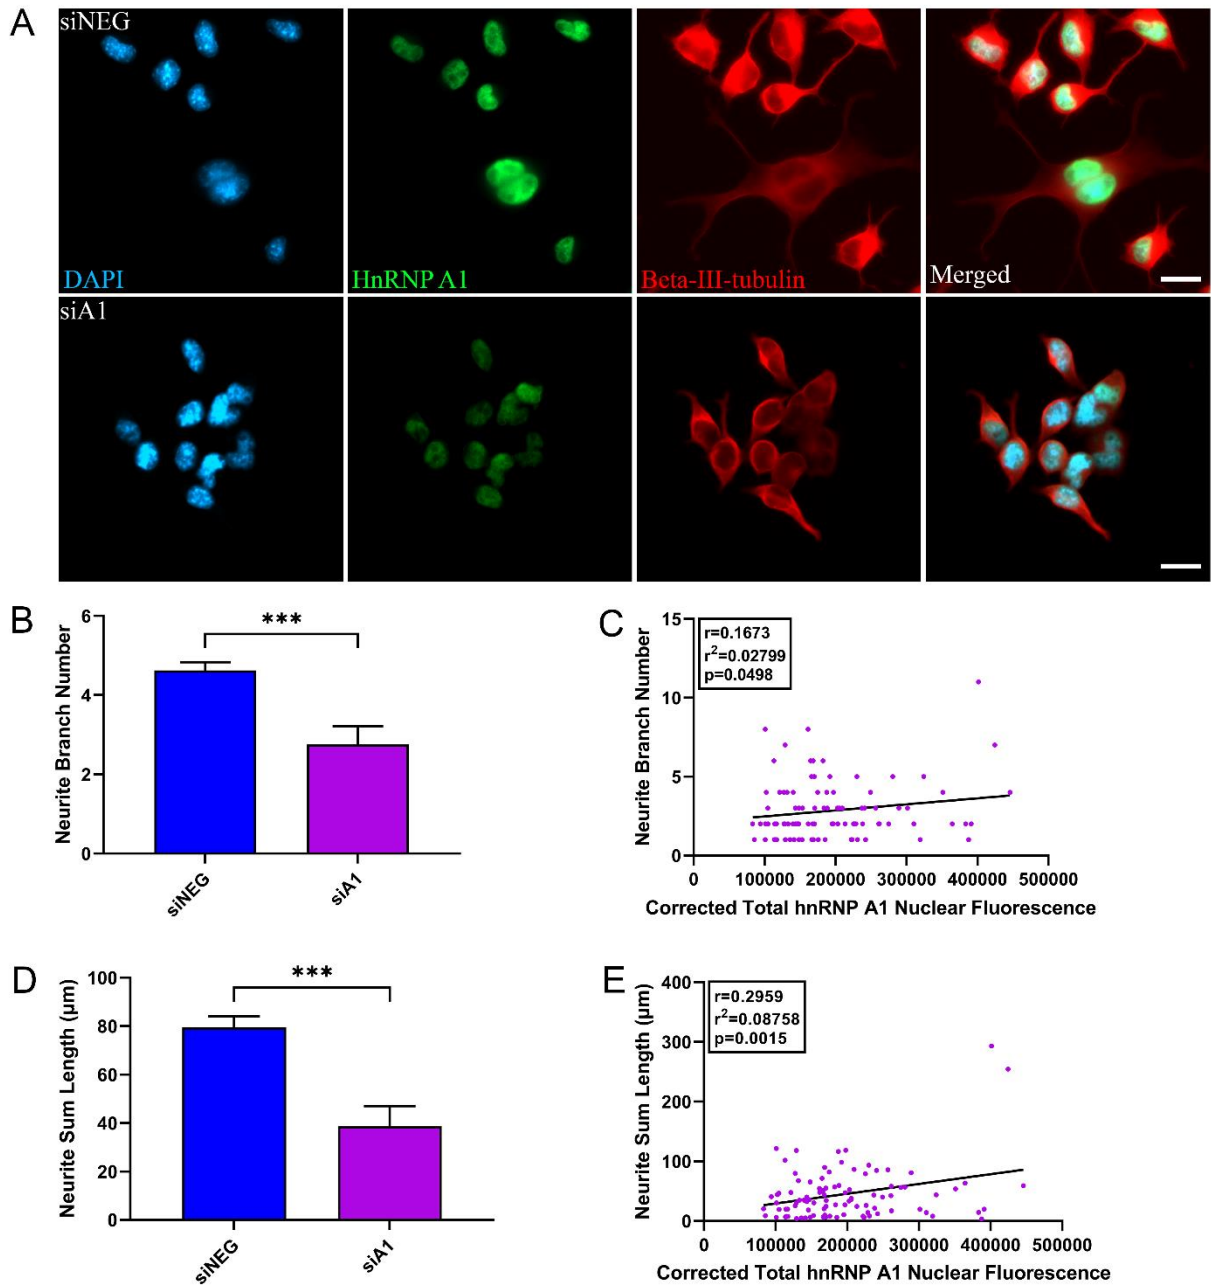 A
siNEG
DAPI
HnRNP A1
Beta-III-tubulin
Merged
siA1
B
Neurite Branch Number
6
4
2
0
***
siNEG
siA1
C
Neurite Branch Number
15
10
5
0
r=0.1673
r²=0.02799
p=0.0498
0 100000 200000 300000 400000 500000
Corrected Total hnRNP A1 Nuclear Fluorescence
D
Neurite Sum Length (µm)
100
80
60
40
20
0
***
siNEG
siA1
E
Neurite Sum Length (µm)
400
300
200
100
0
r=0.2959
r²=0.08758
p=0.0015
0 100000 200000 300000 400000 500000
Corrected Total hnRNP A1 Nuclear Fluorescence